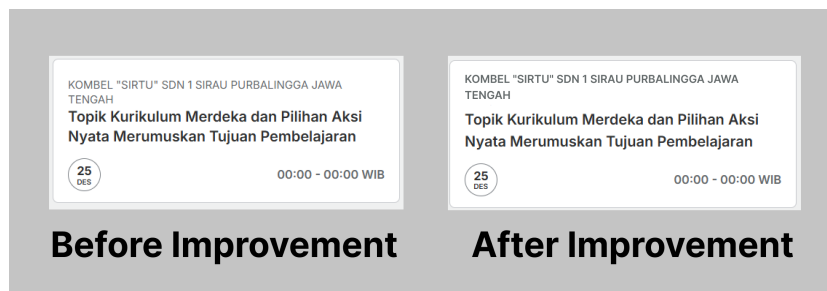 KOMBEL "SIRTU" SDN 1 SIRAU PURBALINGGA JAWA
TENGAH
Topik Kurikulum Merdeka dan Pilihan Aksi
Nyata Merumuskan Tujuan Pembelajaran
25
DES
00:00 - 00:00 WIB
Before Improvement
KOMBEL "SIRTU" SDN 1 SIRAU PURBALINGGA JAWA
TENGAH
Topik Kurikulum Merdeka dan Pilihan Aksi
Nyata Merumuskan Tujuan Pembelajaran
25
DES
00:00 - 00:00 WIB
After Improvement